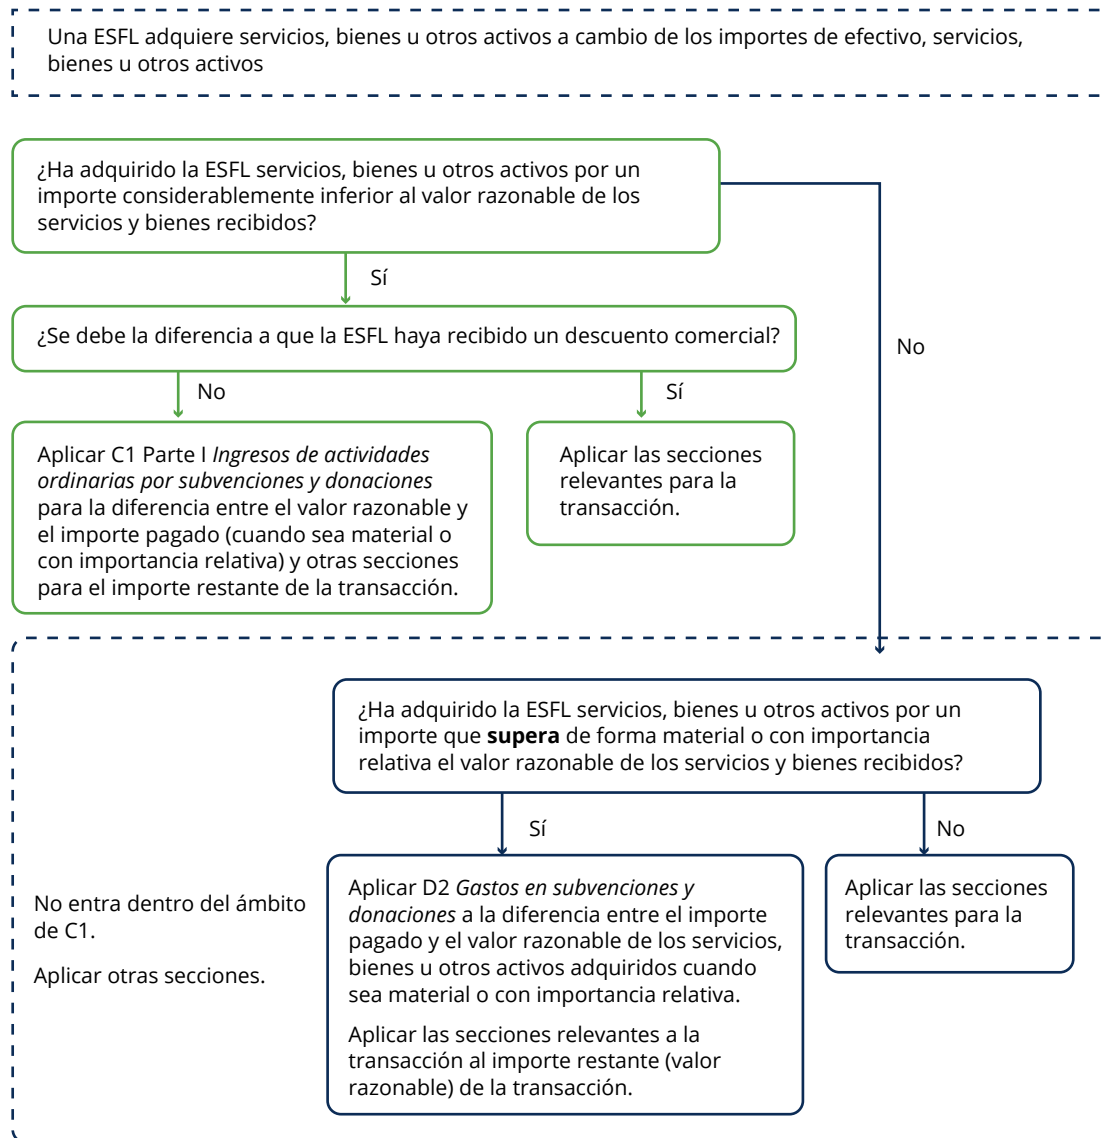 Una ESFL adquiere servicios, bienes u otros activos a cambio de los importes de efectivo, servicios,
bienes u otros activos
¿Ha adquirido la ESFL servicios, bienes u otros activos por un
importe considerablemente inferior al valor razonable de los
servicios y bienes recibidos?
Sí
¿Se debe la diferencia a que la ESFL haya recibido un descuento comercial?
No
No
Sí
Aplicar C1 Parte I Ingresos de actividades
ordinarias por subvenciones y donaciones
para la diferencia entre el valor razonable y
el importe pagado (cuando sea material o
con importancia relativa) y otras secciones
para el importe restante de la transacción.
Aplicar las secciones
relevantes para la
transacción.
¿Ha adquirido la ESFL servicios, bienes u otros activos por un
importe que supera de forma material o con importancia
relativa el valor razonable de los servicios y bienes recibidos?
Sí
No
No entra dentro del ámbito
de C1.
Aplicar otras secciones.
Aplicar D2 Gastos en subvenciones y
donaciones a la diferencia entre el importe
pagado y el valor razonable de los servicios,
bienes u otros activos adquiridos cuando
sea material o con importancia relativa.
Aplicar las secciones relevantes a la
transacción al importe restante (valor
razonable) de la transacción.
Aplicar las secciones
relevantes para la
transacción.